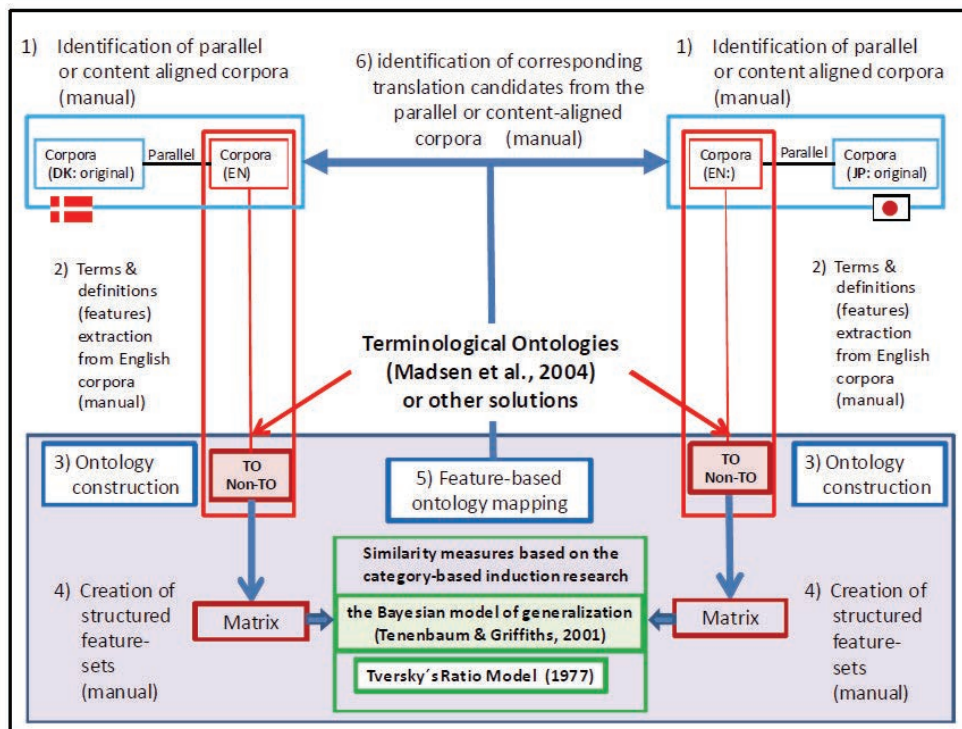 1) Identification of parallel
or content aligned corpora
(manual)
6) identification of corresponding
translation candidates from the
parallel or content-aligned
corpora (manual)
1) Identification of parallel
or content aligned corpora
(manual)
Corpora
(DK: original)
Parallel
Corpora
(EN)
Corpora
(EN:)
Parallel
Corpora
(JP: original)
2) Terms &
definitions
(features)
extraction
from English
corpora
(manual)
2) Terms &
definitions
(features)
extraction
from English
corpora
(manual)
Terminological Ontologies
(Madsen et al., 2004)
or other solutions
3) Ontology
construction
TO
Non-TO
5) Feature-based
ontology mapping
TO
Non-TO
3) Ontology
construction
4) Creation of
structured
feature-
sets
(manual)
Matrix
Similarity measures based on the
category-based induction research
the Bayesian model of generalization
(Tenenbaum & Griffiths, 2001)
Tversky´s Ratio Model (1977)
Matrix
4) Creation of
structured
feature-
sets
(manual)